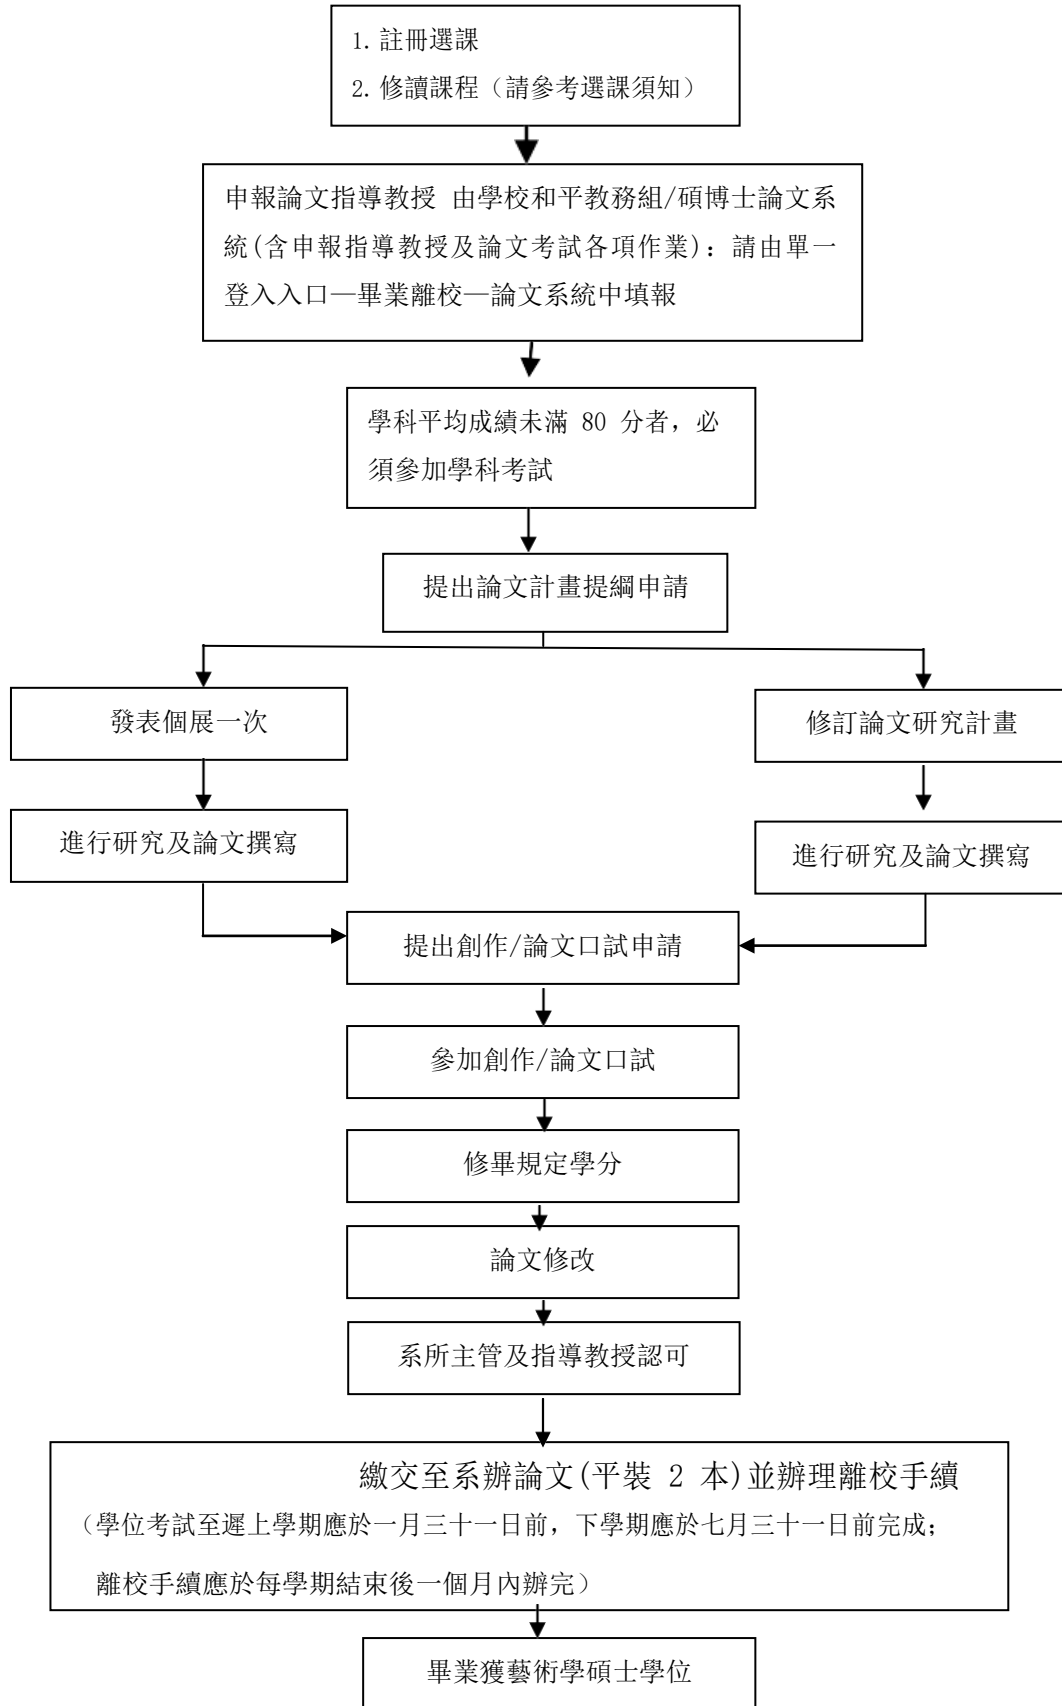 1. 註冊選課
2. 修讀課程（請參考選課須知）
申報論文指導教授 由學校和平教務組/碩博士論文系
統(含申報指導教授及論文考試各項作業)：請由單一
登入入口—畢業離校—論文系統中填報
學科平均成績未滿 80 分者，必
須參加學科考試
提出論文計畫提綱申請
發表個展一次
修訂論文研究計畫
進行研究及論文撰寫
進行研究及論文撰寫
提出創作/論文口試申請
參加創作/論文口試
修畢規定學分
論文修改
系所主管及指導教授認可
繳交至系辦論文(平裝 2 本)並辦理離校手續
（學位考試至遲上學期應於一月三十一日前，下學期應於七月三十一日前完成；
離校手續應於每學期結束後一個月內辦完）
畢業獲藝術學碩士學位